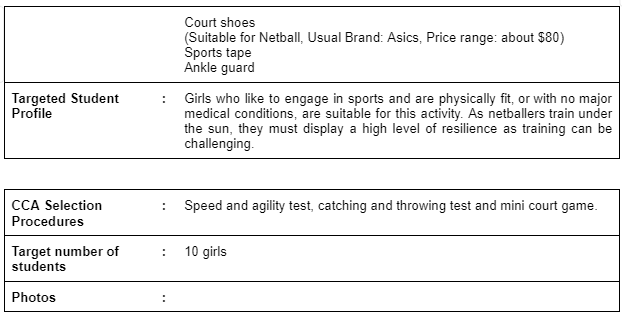 Court shoes
(Suitable for Netball, Usual Brand: Asics, Price range: about $80)
Sports tape
Ankle guard
Targeted Student : Girls who like to engage in sports and are physically fit, or with no major
Profile medical conditions, are suitable for this activity. As netballers train under
the sun, they must display a high level of resilience as training can be
challenging.
CCA Selection : Speed and agility test, catching and throwing test and mini court game.
Procedures
Target number of : 10 girls
students
Photos :